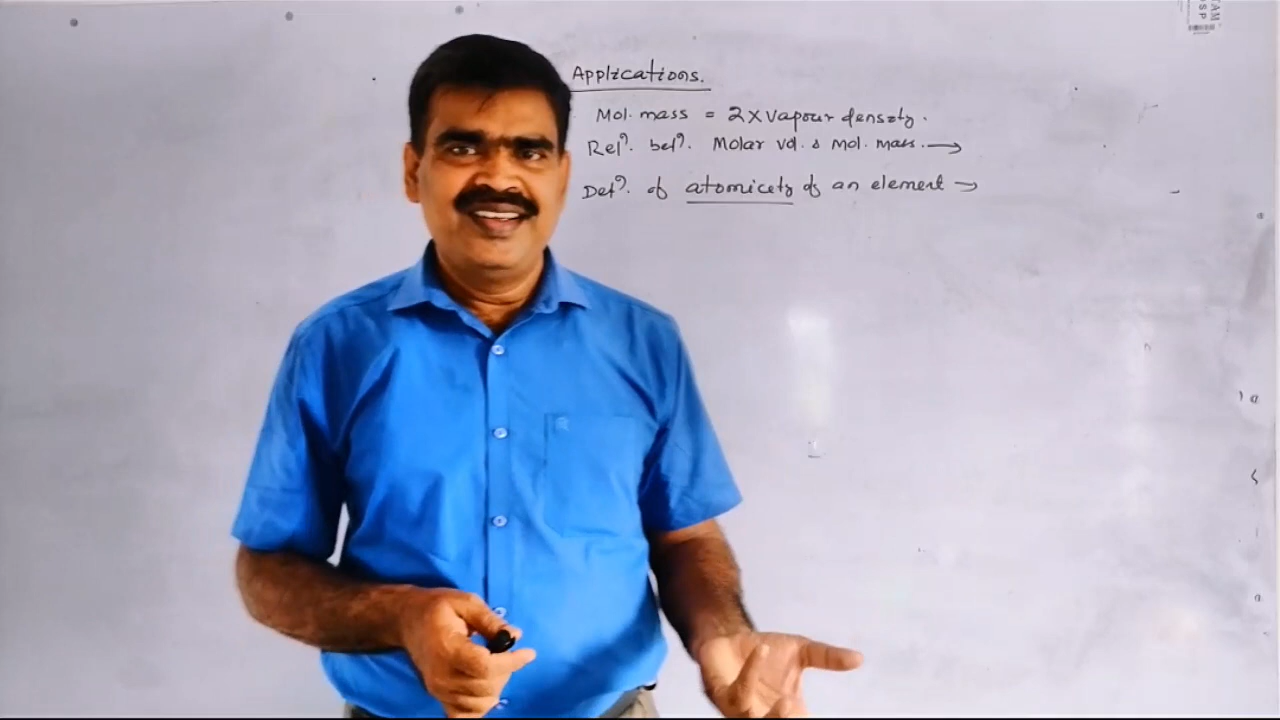 Applications.
Mol. mass = 2 x vapour density.
Relⁿ. betⁿ. Molar vol. & Mol. mass. →
Detⁿ. of atomicity of an element →